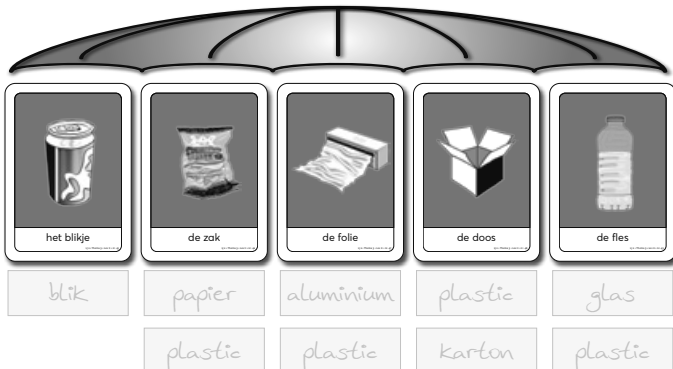 het blikje
de zak
de folie
de doos
de fles
blik
papier
aluminium
plastic
glas
plastic
plastic
karton
plastic